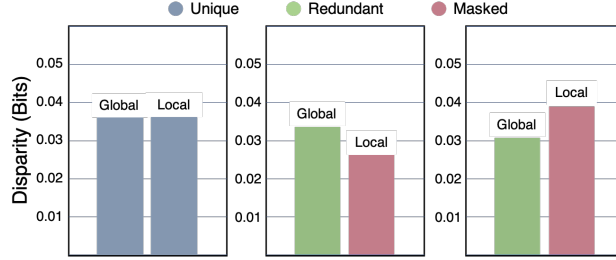 Unique Redundant Masked
Disparity (Bits)
0.05 0.05 0.05
0.04 0.04 0.04
0.03 0.03 0.03
0.02 0.02 0.02
0.01 0.01 0.01
Global Local
Global Local
Global Local